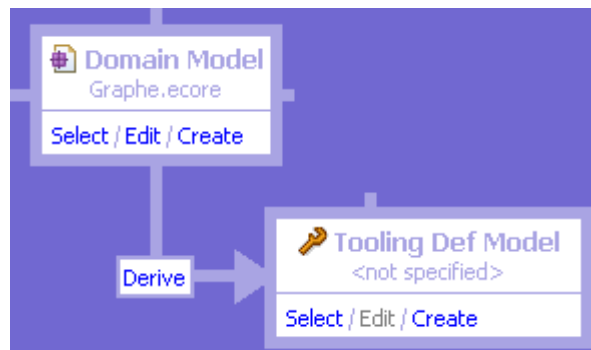 Domain Model
Graphe.ecore
Select / Edit / Create
Derive
Tooling Def Model
<not specified>
Select / Edit / Create